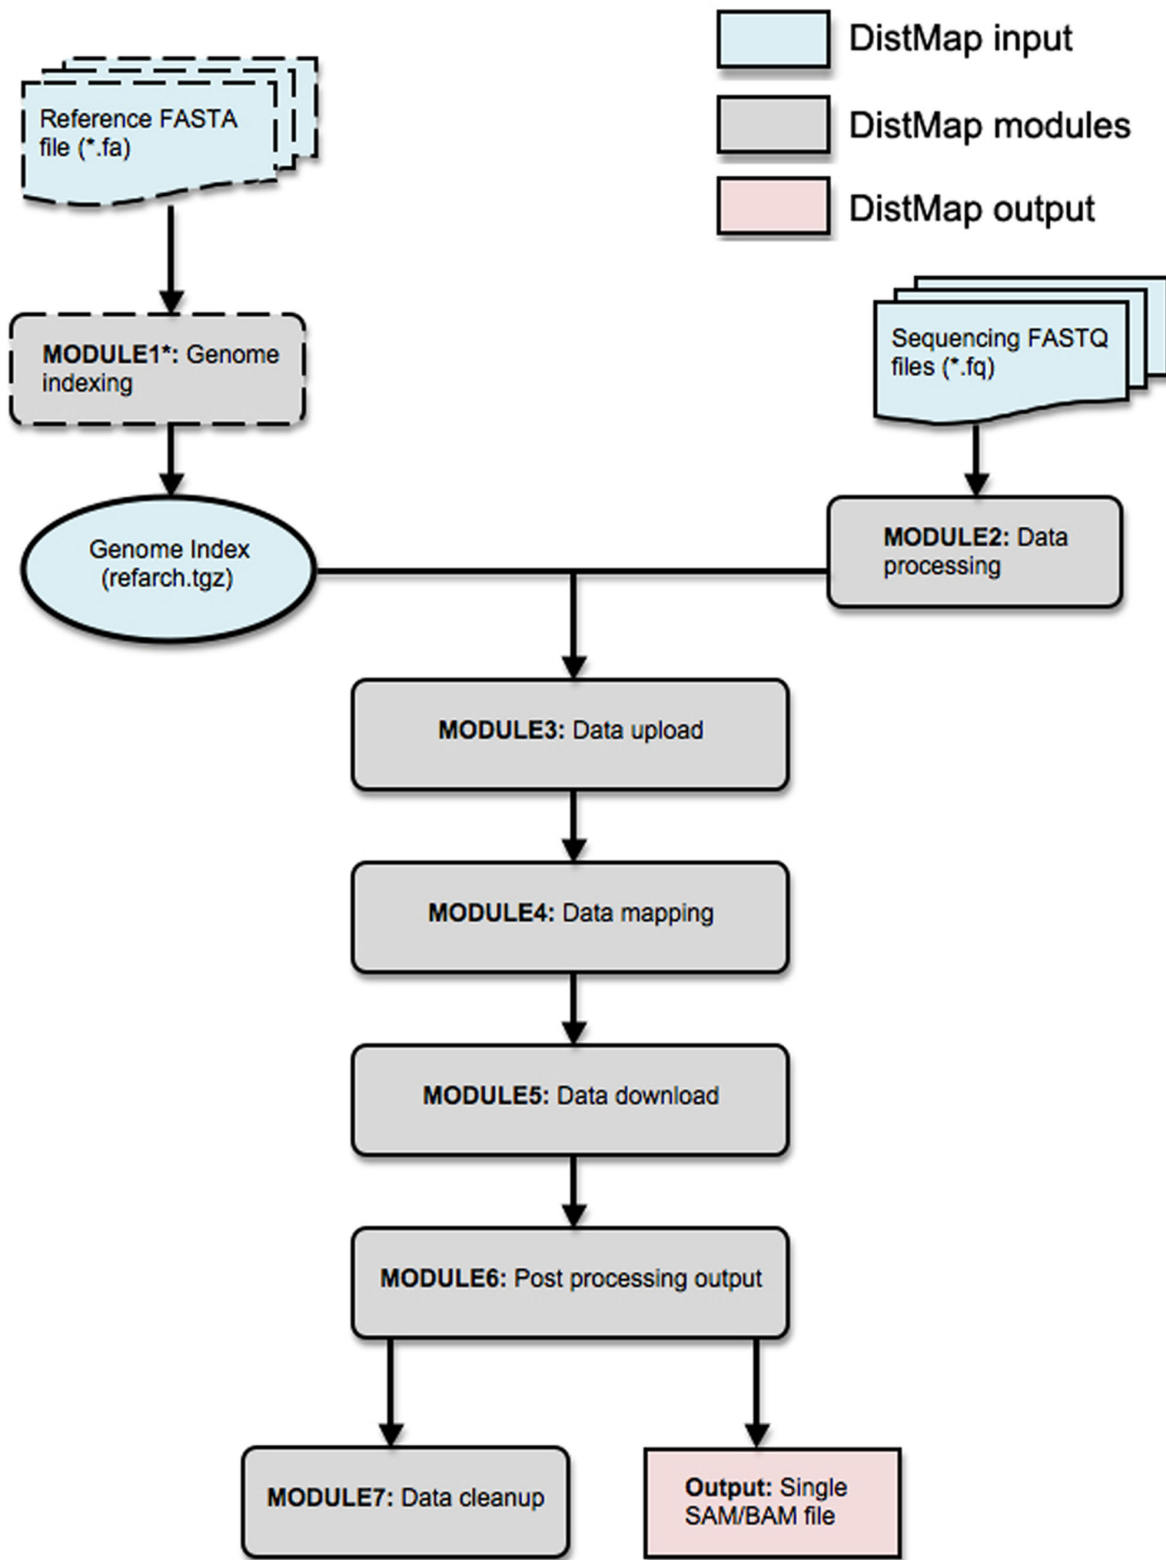 DistMap input
DistMap modules
DistMap output
Reference FASTA
file (*.fa)
MODULE1*: Genome
indexing
Genome Index
(refarch.tgz)
Sequencing FASTQ
files (*.fq)
MODULE2: Data
processing
MODULE3: Data upload
MODULE4: Data mapping
MODULE5: Data download
MODULE6: Post processing output
MODULE7: Data cleanup
Output: Single
SAM/BAM file